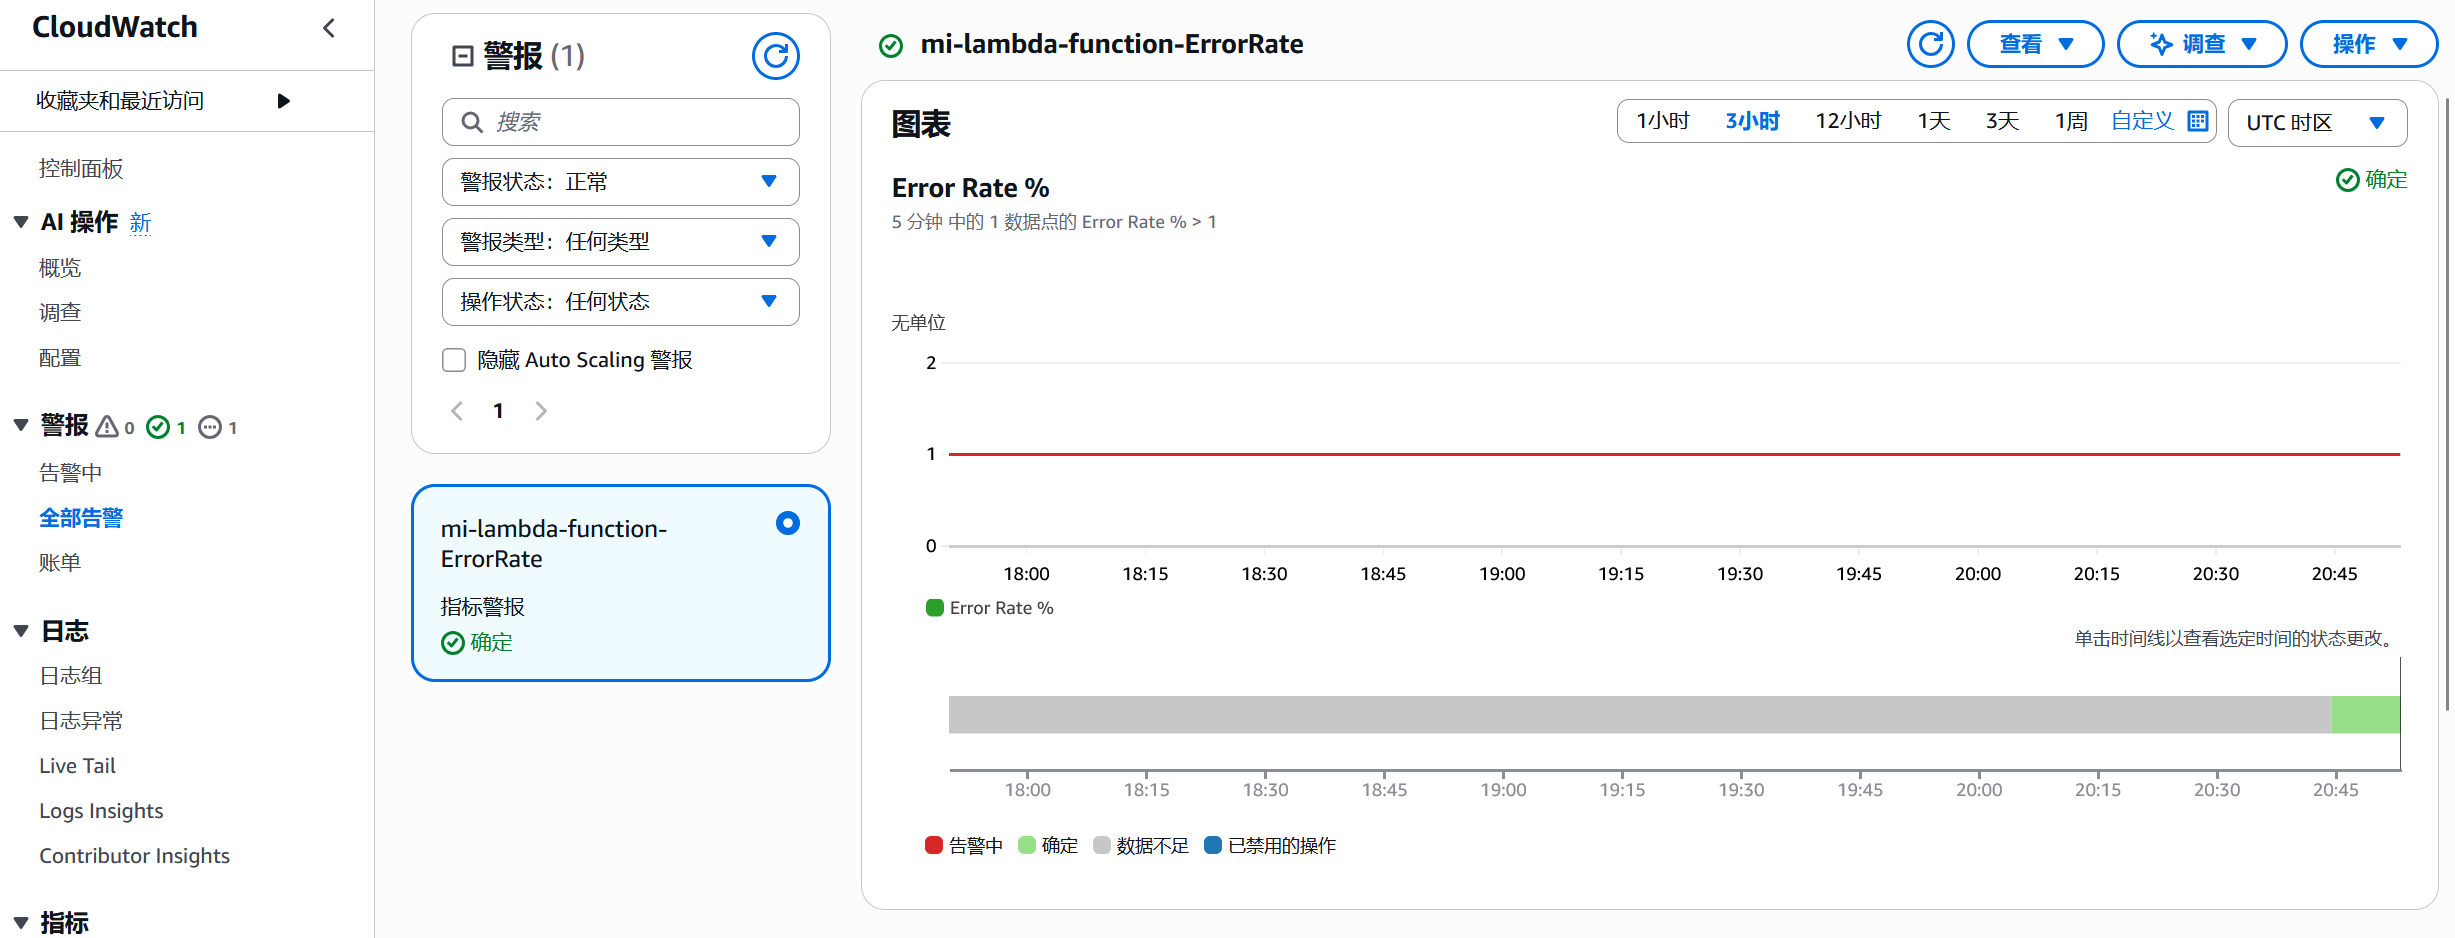 CloudWatch
收藏夹和最近访问
控制面板
AI 操作 新
概览
调查
配置
警报 0 1 1
告警中
全部告警
账单
日志
日志组
日志异常
Live Tail
Logs Insights
Contributor Insights
指标
警报 (1)
搜索
警报状态：正常
警报类型：任何类型
操作状态：任何状态
隐藏 Auto Scaling 警报
1
mi-lambda-function-
ErrorRate
指标警报
确定
mi-lambda-function-ErrorRate
查看
调查
操作
图表
1小时 3小时 12小时 1天 3天 1周 自定义
UTC 时区
Error Rate %
确定
5 分钟 中的 1 数据点的 Error Rate % > 1
无单位
2
1
0
18:00 18:15 18:30 18:45 19:00 19:15 19:30 19:45 20:00 20:15 20:30 20:45
Error Rate %
单击时间线以查看选定时间的状态更改。
18:00 18:15 18:30 18:45 19:00 19:15 19:30 19:45 20:00 20:15 20:30 20:45
告警中 确定 数据不足 已禁用的操作